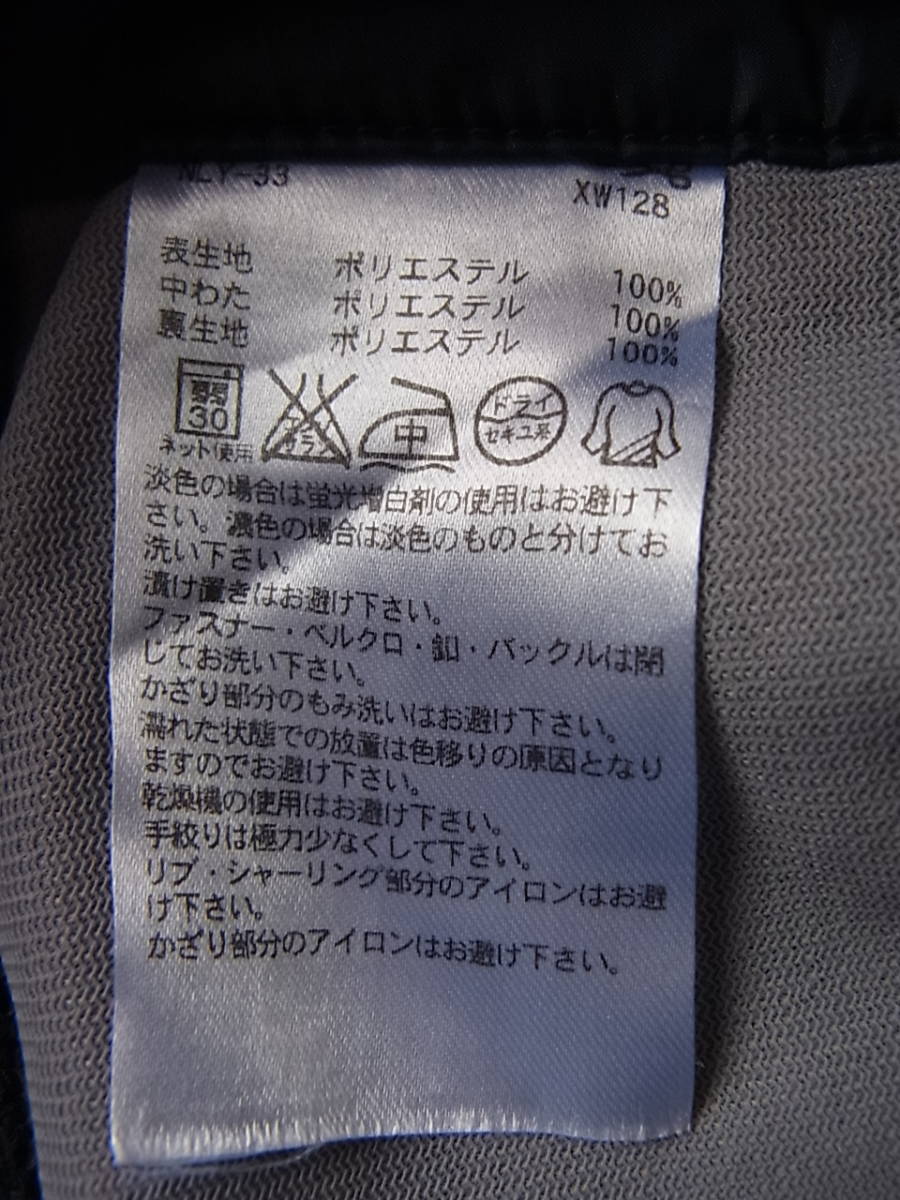 NLY-33
XW128
表生地 ポリエステル 100%
中わた ポリエステル 100%
裏生地 ポリエステル 100%
弱
30
エンソ
サラシ
中
ドライ
セキユ系
ネット使用
淡色の場合は蛍光増白剤の使用はお避け下
さい。濃色の場合は淡色のものと分けてお
洗い下さい。
漬け置きはお避け下さい。
ファスナー・ベルクロ・釦・バックルは閉
じてお洗い下さい。
かざり部分のもみ洗いはお避け下さい。
濡れた状態での放置は色移りの原因となり
ますのでお避け下さい。
乾燥機の使用はお避け下さい。
手絞りは極力少なくして下さい。
リブ・シャーリング部分のアイロンはお避
け下さい。
かざり部分のアイロンはお避け下さい。